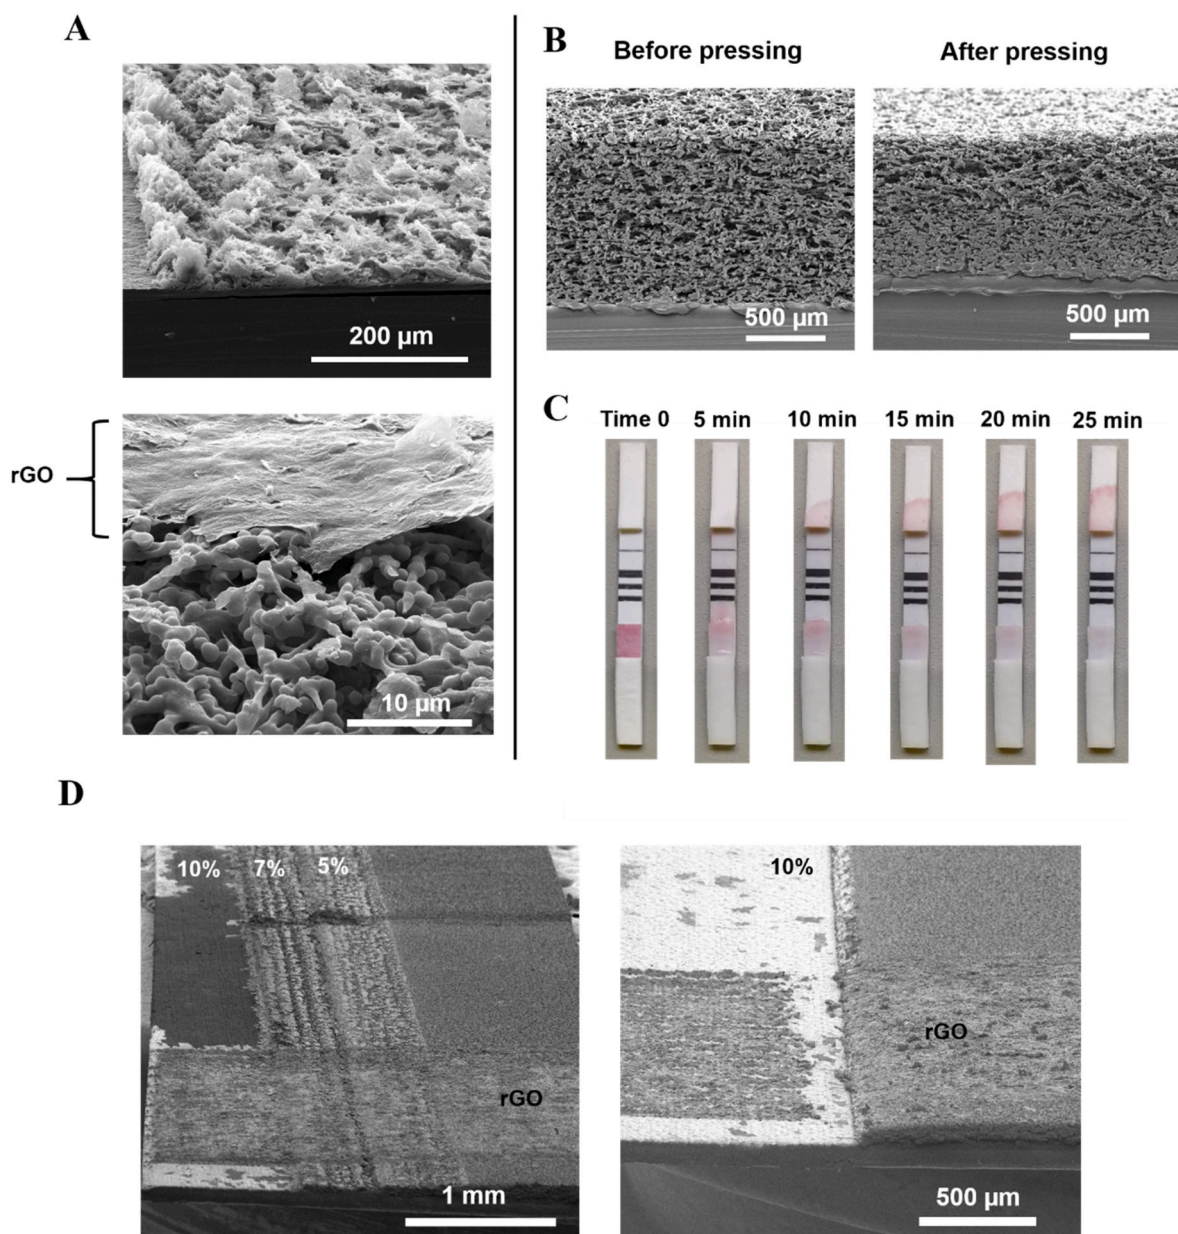 A
B
Before pressing
After pressing
200 µm
500 µm
500 µm
rGO
10 µm
C
Time 0
5 min
10 min
15 min
20 min
25 min
D
10%
7%
5%
rGO
1 mm
10%
rGO
500 µm